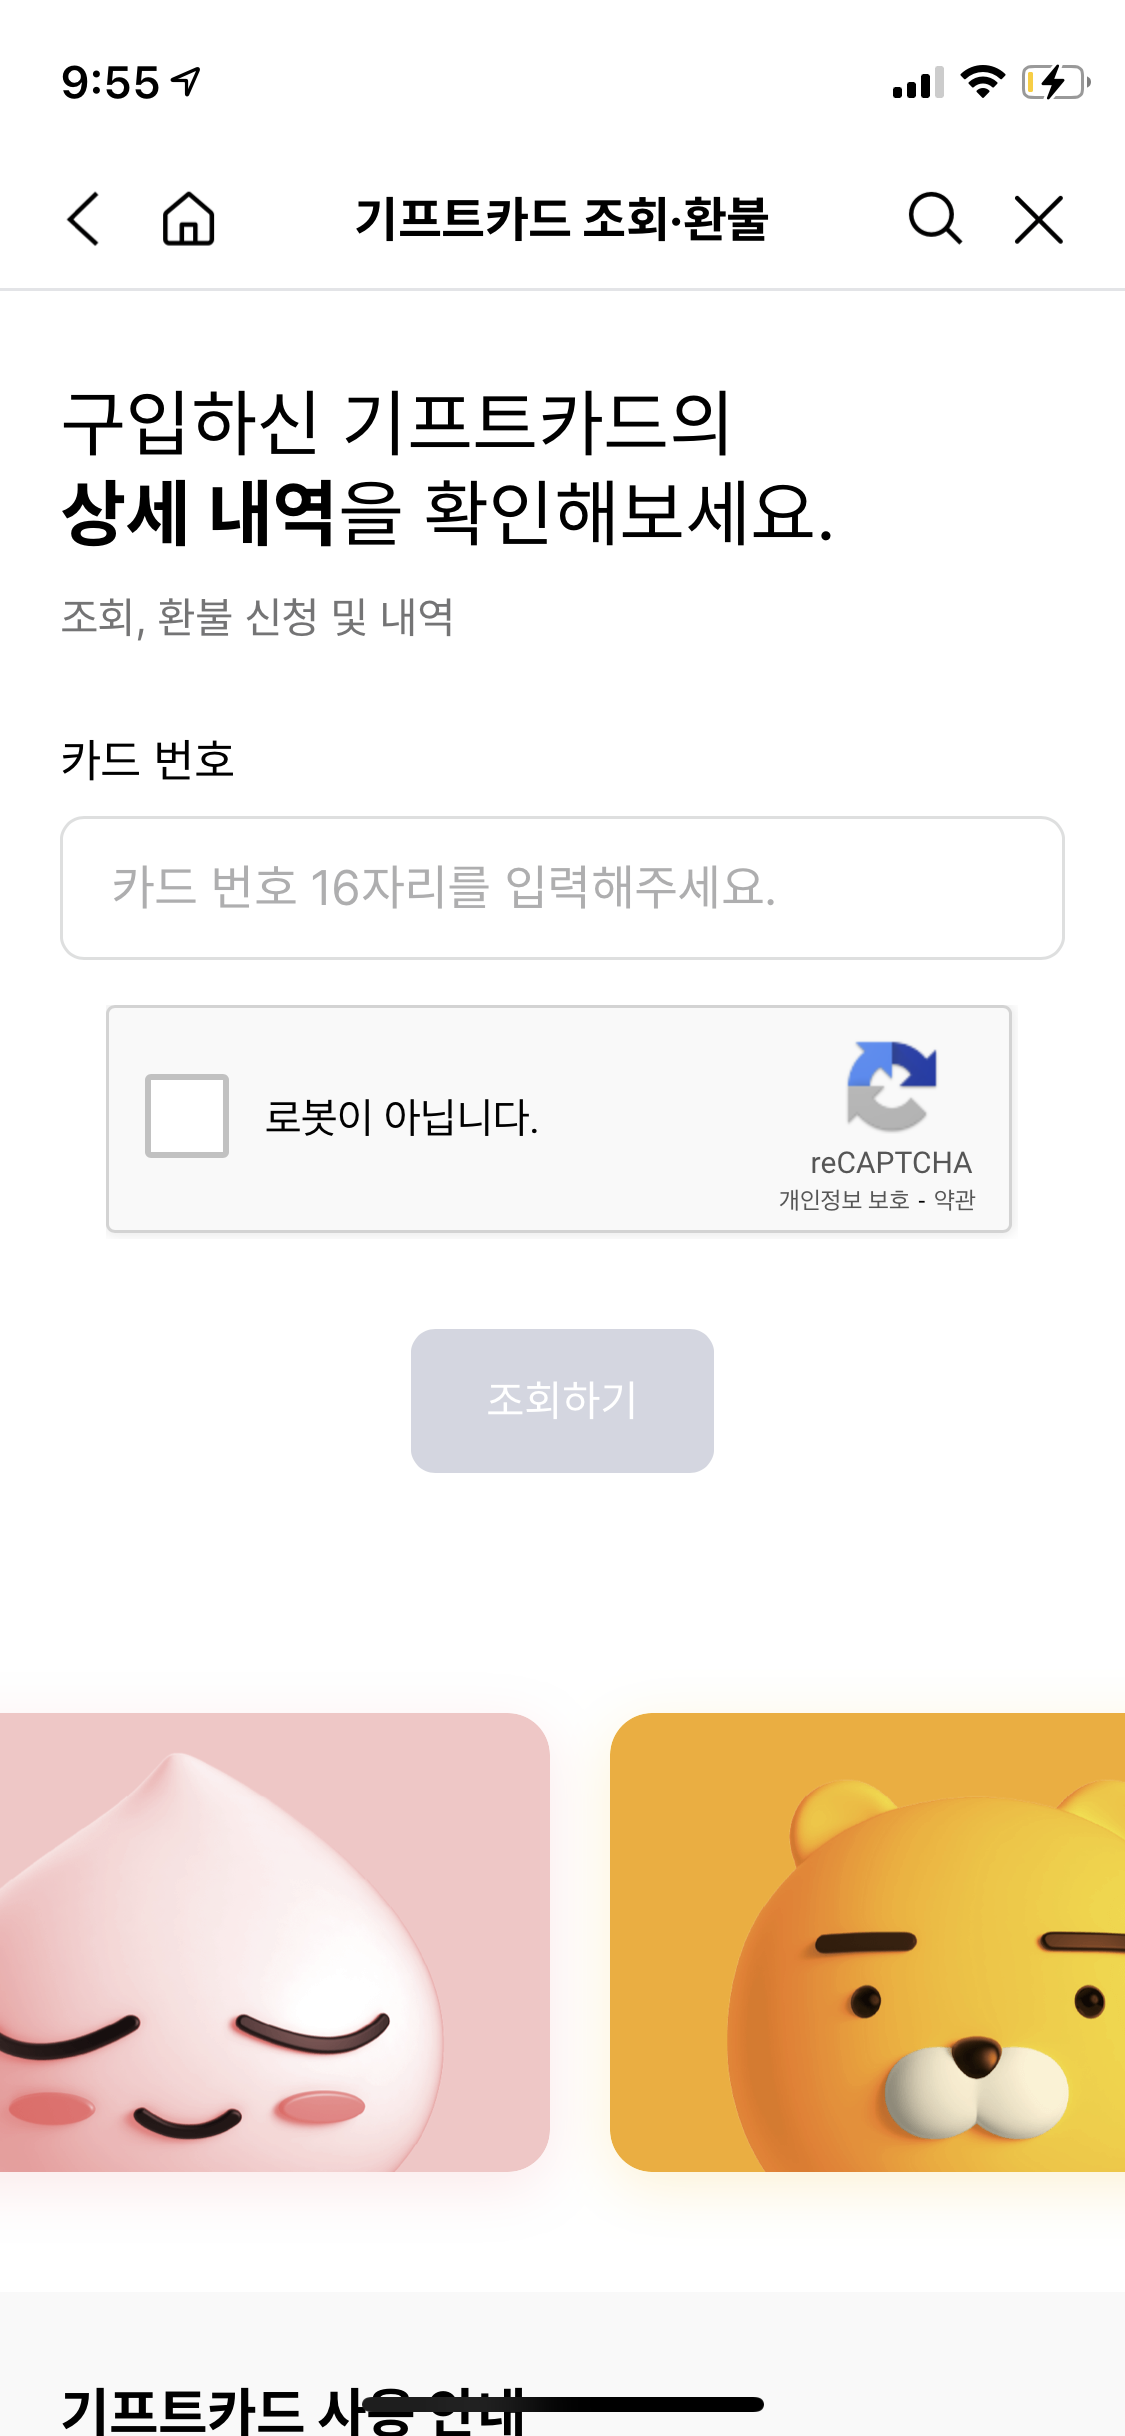 9:55
기프트카드 조회·환불
구입하신 기프트카드의
상세 내역을 확인해보세요.
조회, 환불 신청 및 내역
카드 번호
카드 번호 16자리를 입력해주세요.
로봇이 아닙니다.
reCAPTCHA
개인정보 보호 - 약관
조회하기
기프트카드 사용 안내